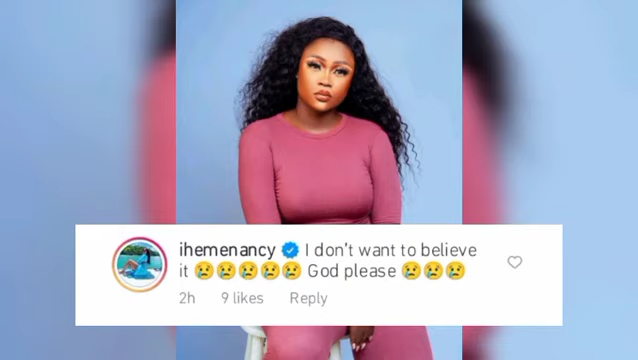 ihemenancy I don't want to believe
it 😢😢😢😢😢 God please 😢😢😢
2h 9 likes Reply